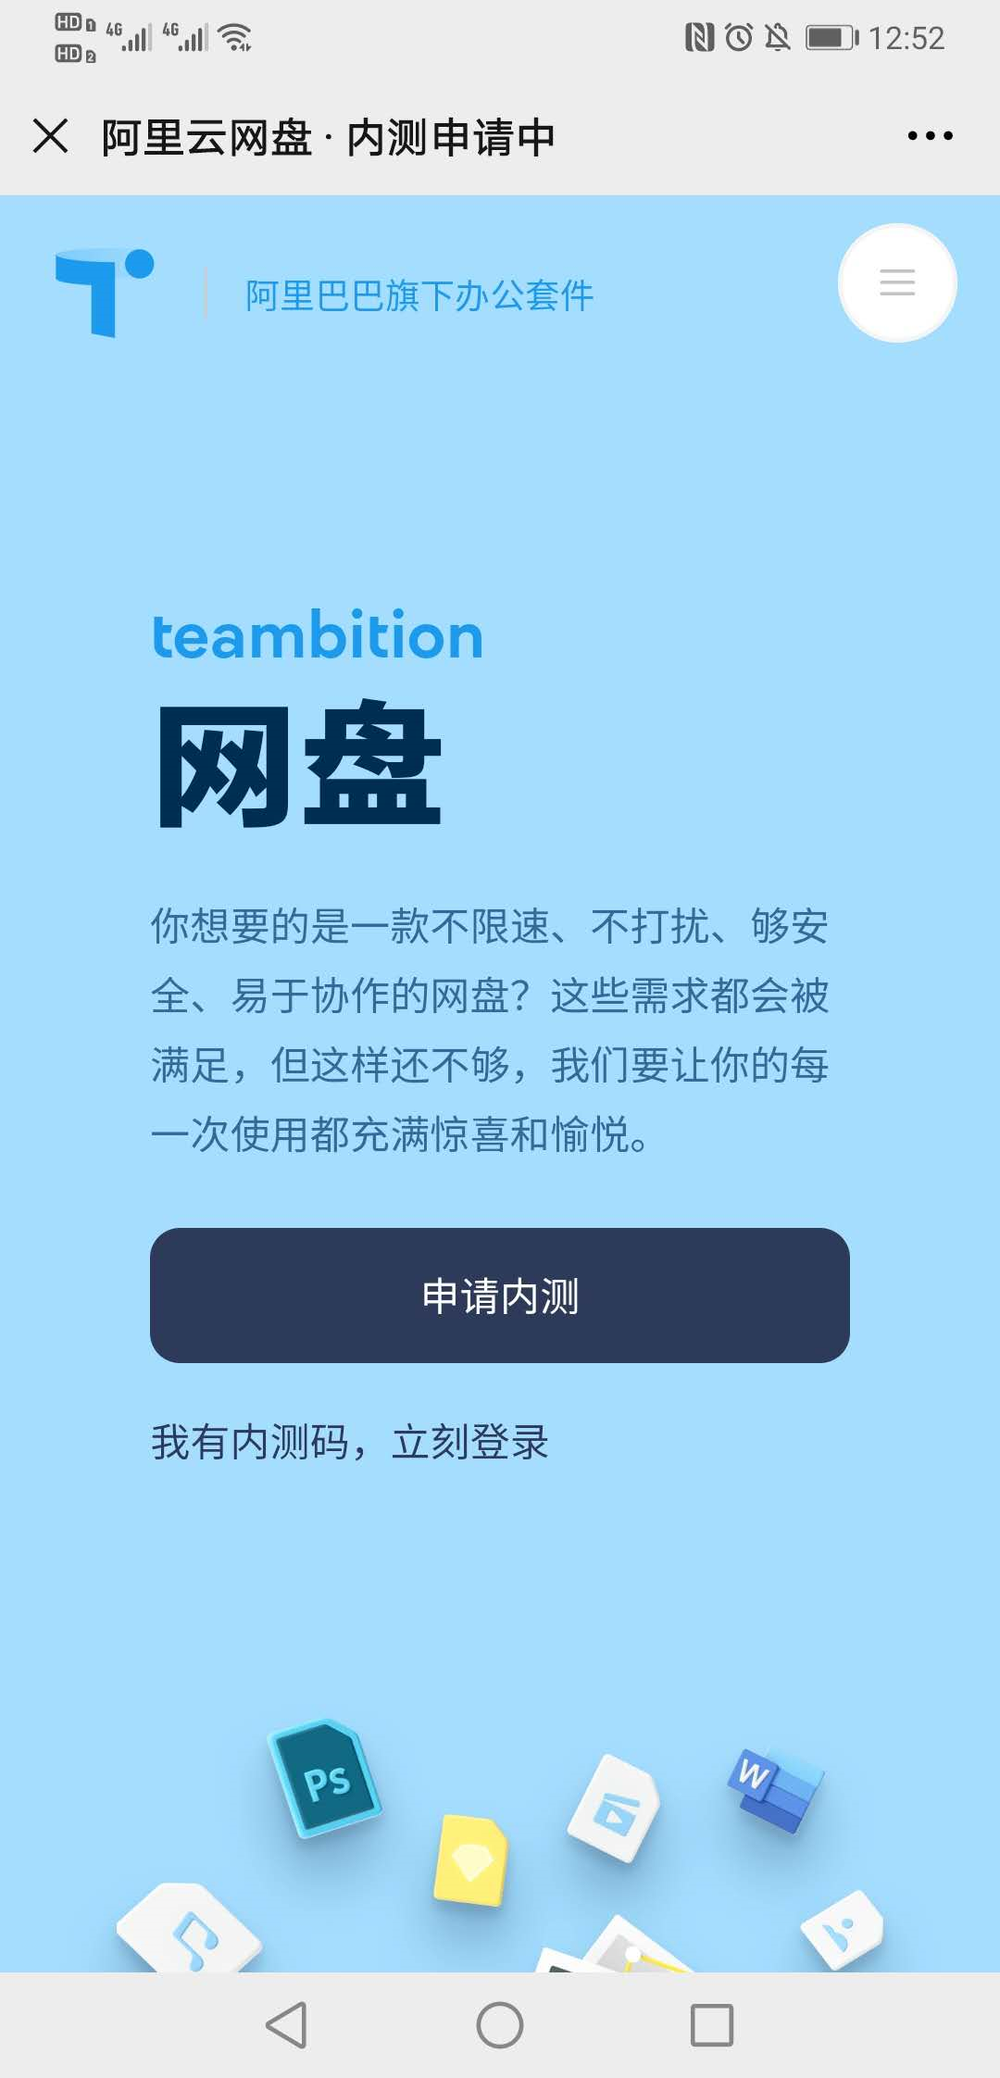 HD 1 4G 4G 12:52
HD 2
阿里云网盘 · 内测申请中
阿里巴巴旗下办公套件
teambition
网盘
你想要的是一款不限速、不打扰、够安
全、易于协作的网盘？这些需求都会被
满足，但这样还不够，我们要让你的每
一次使用都充满惊喜和愉悦。
申请内测
我有内测码，立刻登录
PS
W